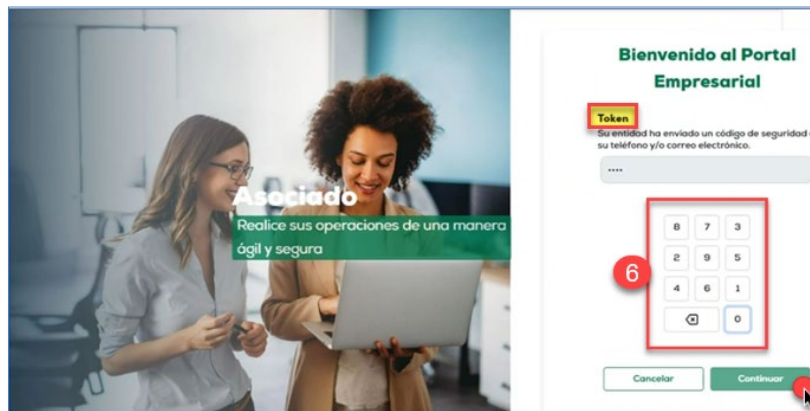 Asociado
Realice sus operaciones de una manera
ágil y segura
Bienvenido al Portal
Empresarial
Token
Su entidad ha enviado un código de seguridad
su teléfono y/o correo electrónico.
....
8 7 3
2 9 5
6
4 6 1
0
Cancelar Continuar